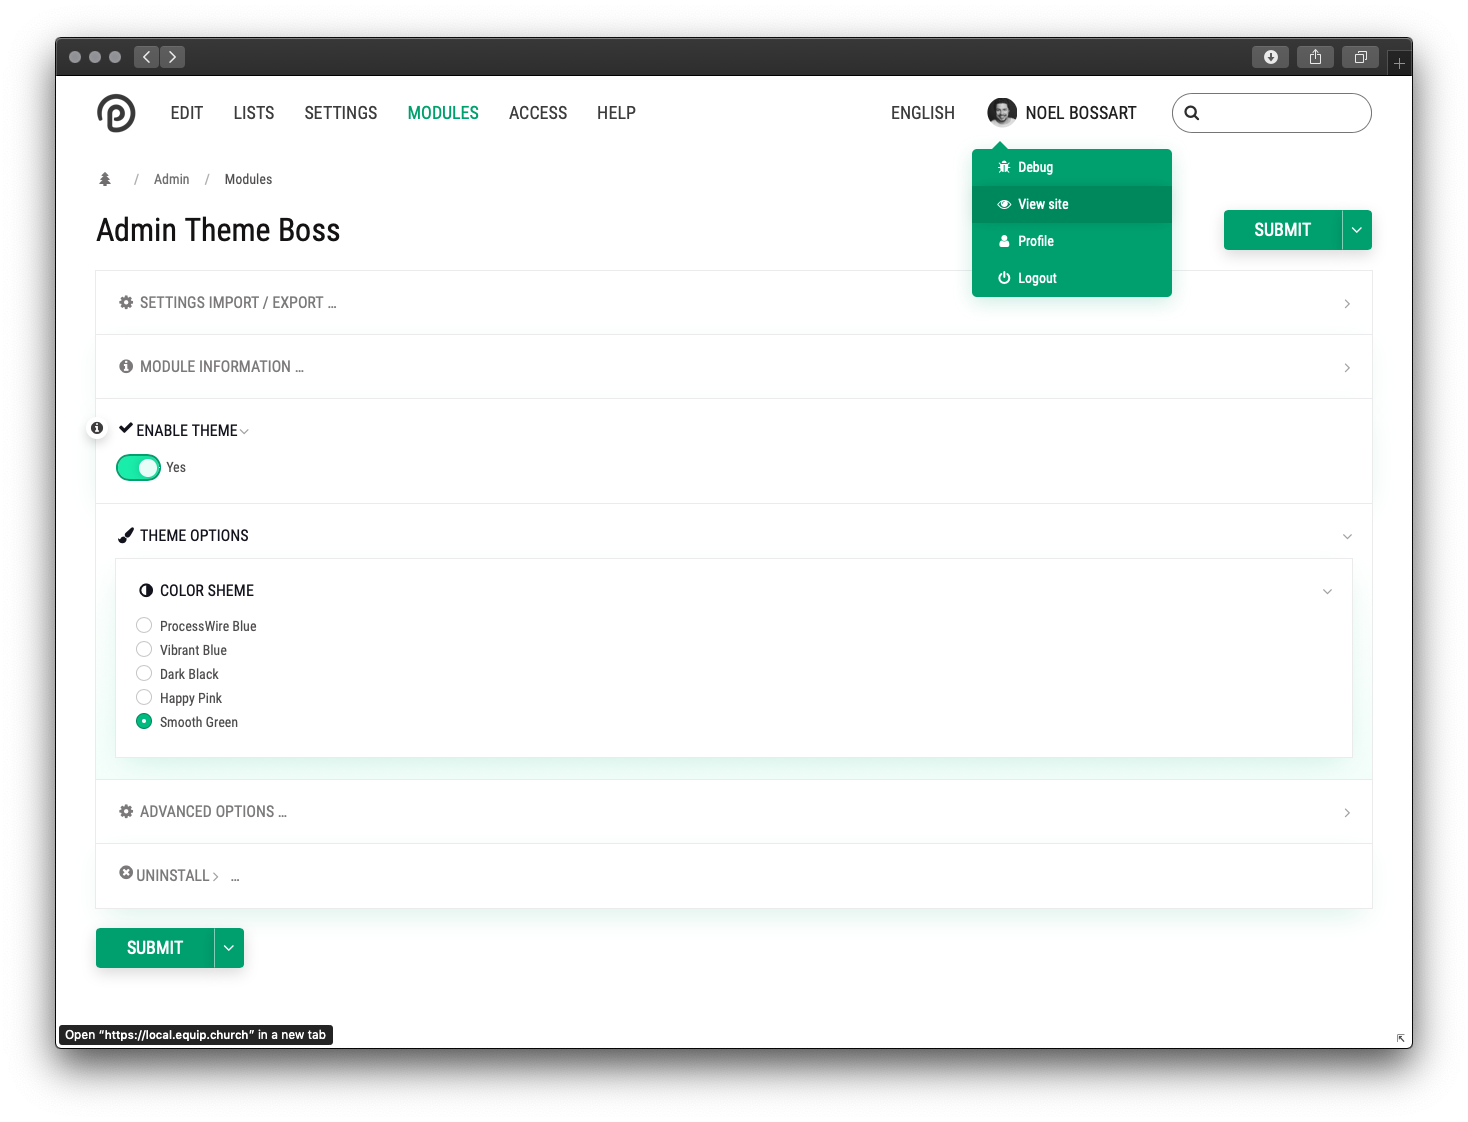 EDIT LISTS SETTINGS MODULES ACCESS HELP ENGLISH NOEL BOSSART
/ Admin / Modules
Debug
View site
Profile
Logout
Admin Theme Boss
SUBMIT
SETTINGS IMPORT / EXPORT ...
MODULE INFORMATION ...
ENABLE THEME
Yes
THEME OPTIONS
COLOR SHEME
ProcessWire Blue
Vibrant Blue
Dark Black
Happy Pink
Smooth Green
ADVANCED OPTIONS ...
UNINSTALL ...
SUBMIT
Open “https://local.equip.church” in a new tab